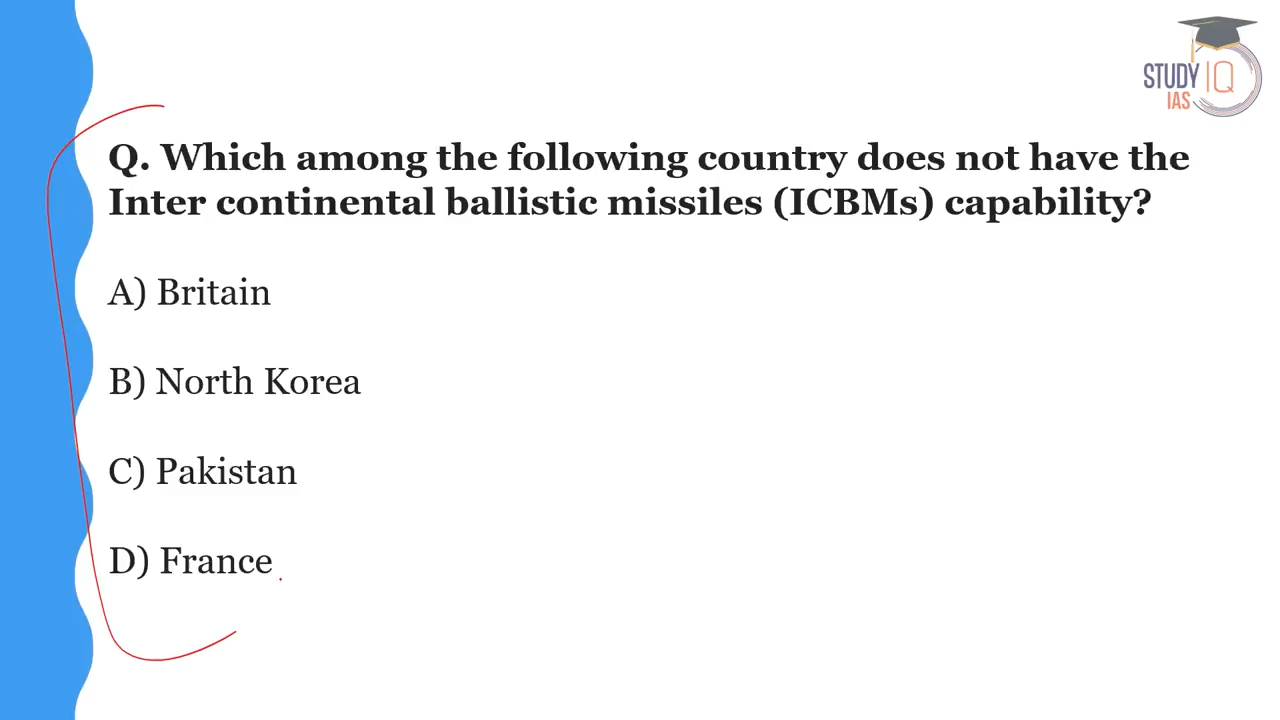 STUDY IQ
IAS
Q. Which among the following country does not have the
Inter continental ballistic missiles (ICBMs) capability?
A) Britain
B) North Korea
C) Pakistan
D) France